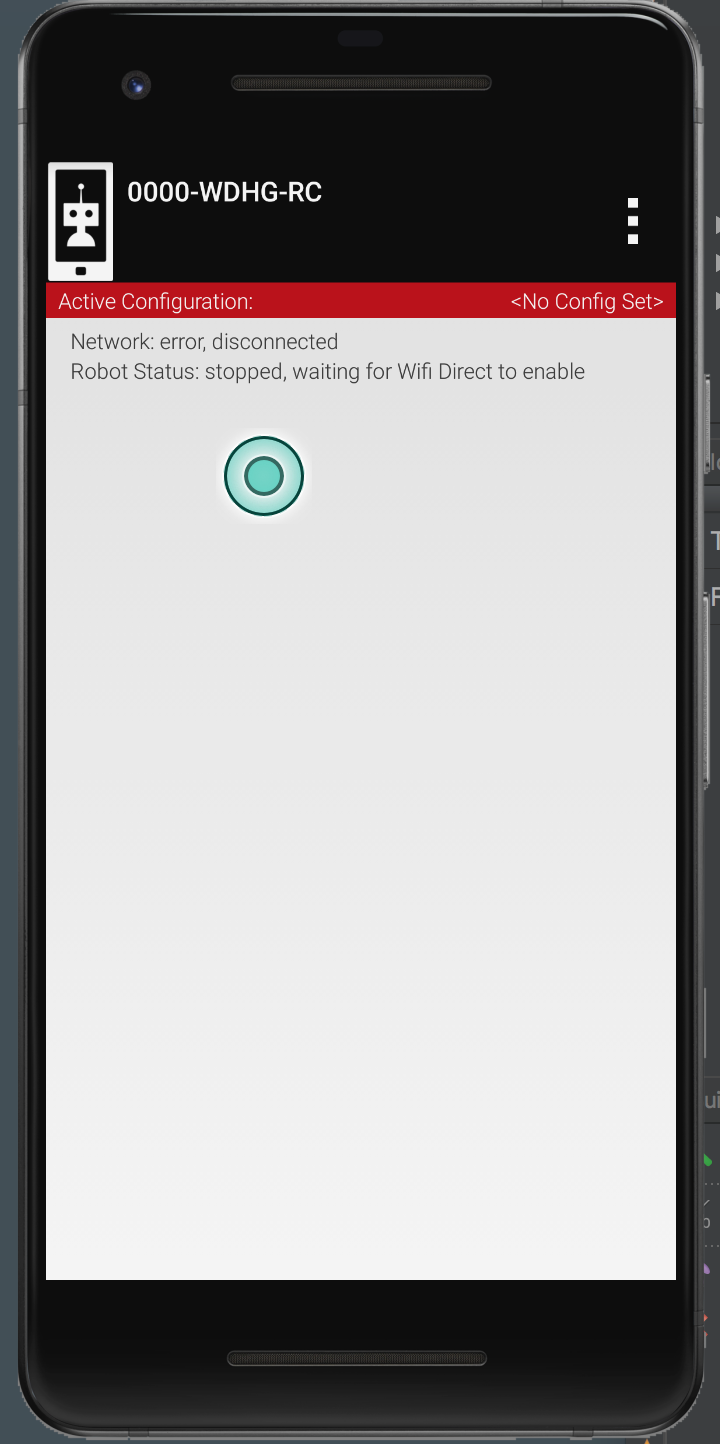 0000-WDHG-RC
Active Configuration: <No Config Set>
Network: error, disconnected
Robot Status: stopped, waiting for Wifi Direct to enable